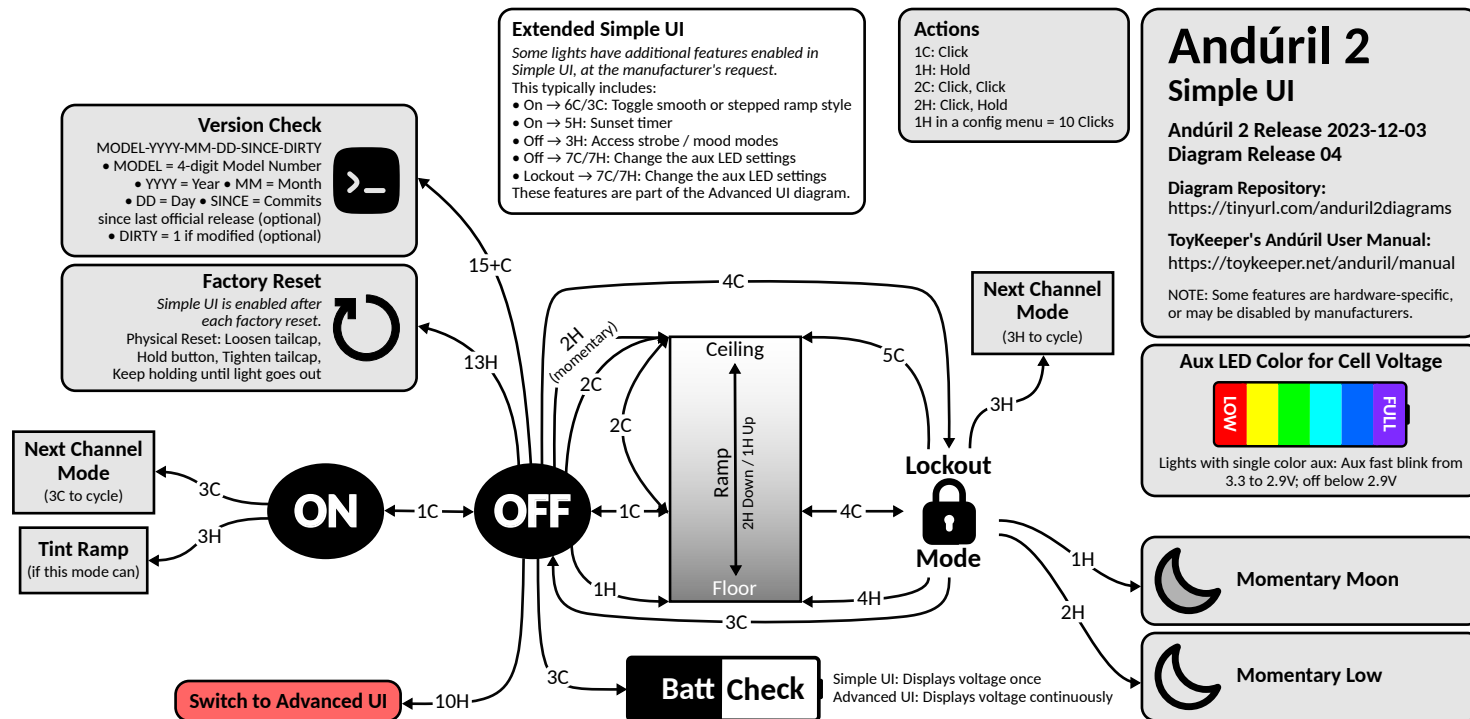 Extended Simple UI
Some lights have additional features enabled in
Simple UI, at the manufacturer's request.
This typically includes:
• On → 6C/3C: Toggle smooth or stepped ramp style
• On → 5H: Sunset timer
• Off → 3H: Access strobe / mood modes
• Off → 7C/7H: Change the aux LED settings
• Lockout → 7C/7H: Change the aux LED settings
These features are part of the Advanced UI diagram.
Actions
1C: Click
1H: Hold
2C: Click, Click
2H: Click, Hold
1H in a config menu = 10 Clicks
Andúril 2
Simple UI
Andúril 2 Release 2023-12-03
Diagram Release 04
Diagram Repository:
https://tinyurl.com/anduril2diagrams
ToyKeeper's Andúril User Manual:
https://toykeeper.net/anduril/manual
NOTE: Some features are hardware-specific,
or may be disabled by manufacturers.
Version Check
MODEL-YYYY-MM-DD-SINCE-DIRTY
• MODEL = 4-digit Model Number
• YYYY = Year • MM = Month
• DD = Day • SINCE = Commits
since last official release (optional)
• DIRTY = 1 if modified (optional)
>_
Factory Reset
Simple UI is enabled after
each factory reset.
Physical Reset: Loosen tailcap,
Hold button, Tighten tailcap,
Keep holding until light goes out
15+C
13H
4C
2H
(momentary)
2C
2C
Ceiling
Ramp
2H Down / 1H Up
Floor
5C
Next Channel
Mode
(3H to cycle)
3H
Aux LED Color for Cell Voltage
LOW
FULL
Lights with single color aux: Aux fast blink from
3.3 to 2.9V; off below 2.9V
Next Channel
Mode
(3C to cycle)
3C
Tint Ramp
(if this mode can)
3H
ON
1C
OFF
1C
4C
Lockout
Mode
1H
4H
3C
1H
Momentary Moon
2H
Momentary Low
Switch to Advanced UI
10H
3C
Batt Check
Simple UI: Displays voltage once
Advanced UI: Displays voltage continuously